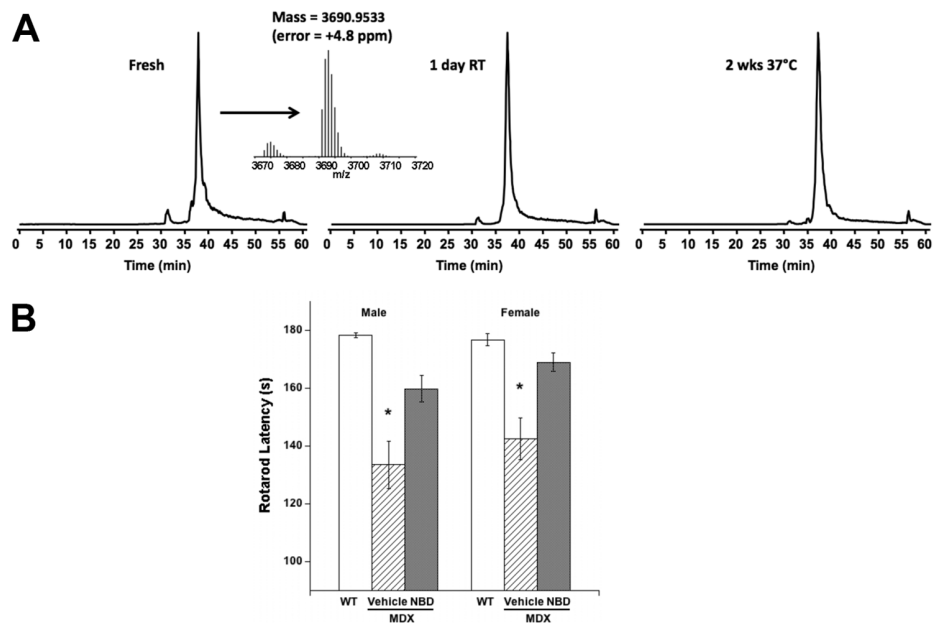 A
Mass = 3690.9533
(error = +4.8 ppm)
Fresh
1 day RT
2 wks 37°C
3670 3680 3690 3700 3710 3720
m/z
0 5 10 15 20 25 30 35 40 45 50 55 60
0 5 10 15 20 25 30 35 40 45 50 55 60
0 5 10 15 20 25 30 35 40 45 50 55 60
Time (min)
Time (min)
Time (min)
B
Male
Female
180
160
140
120
100
Rotarod Latency (s)
*
*
WT
Vehicle NBD
MDX
WT
Vehicle NBD
MDX